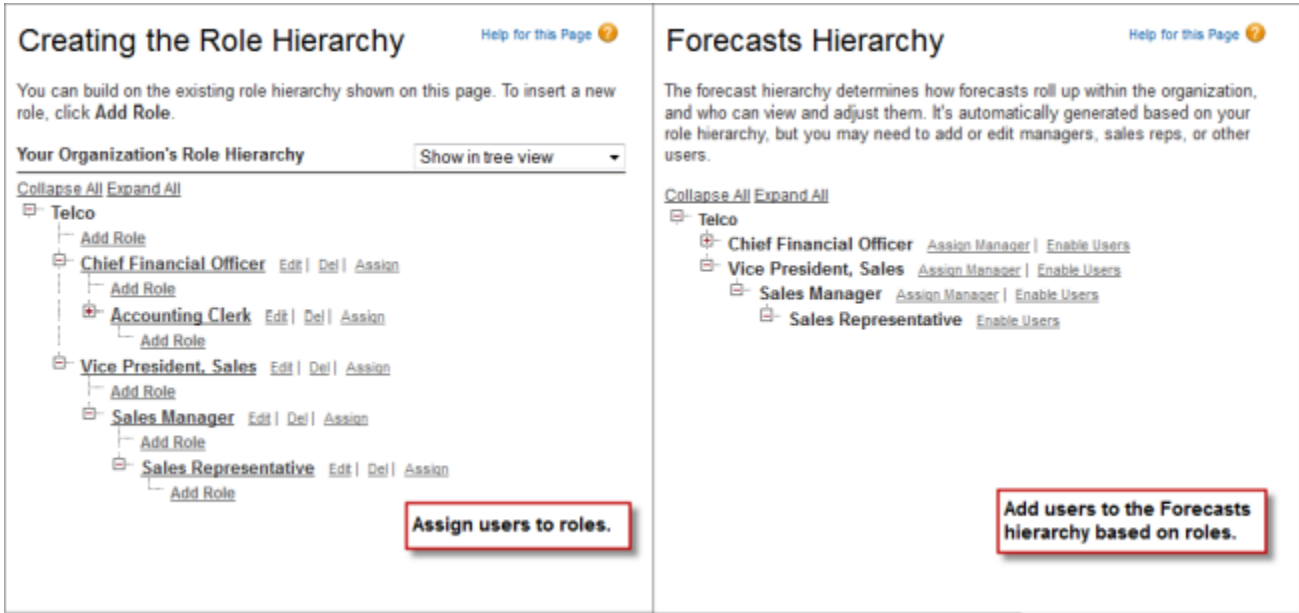 Creating the Role Hierarchy
Help for this Page ?
You can build on the existing role hierarchy shown on this page. To insert a new
role, click Add Role.
Your Organization's Role Hierarchy
Show in tree view
Collapse All Expand All
Telco
Add Role
Chief Financial Officer Edit | Del | Assign
Add Role
Accounting Clerk Edit | Del | Assign
Add Role
Vice President, Sales Edit | Del | Assign
Add Role
Sales Manager Edit | Del | Assign
Add Role
Sales Representative Edit | Del | Assign
Add Role
Assign users to roles.
Forecasts Hierarchy
Help for this Page ?
The forecast hierarchy determines how forecasts roll up within the organization,
and who can view and adjust them. It's automatically generated based on your
role hierarchy, but you may need to add or edit managers, sales reps, or other
users.
Collapse All Expand All
Telco
Chief Financial Officer Assign Manager | Enable Users
Vice President, Sales Assign Manager | Enable Users
Sales Manager Assign Manager | Enable Users
Sales Representative Enable Users
Add users to the Forecasts
hierarchy based on roles.